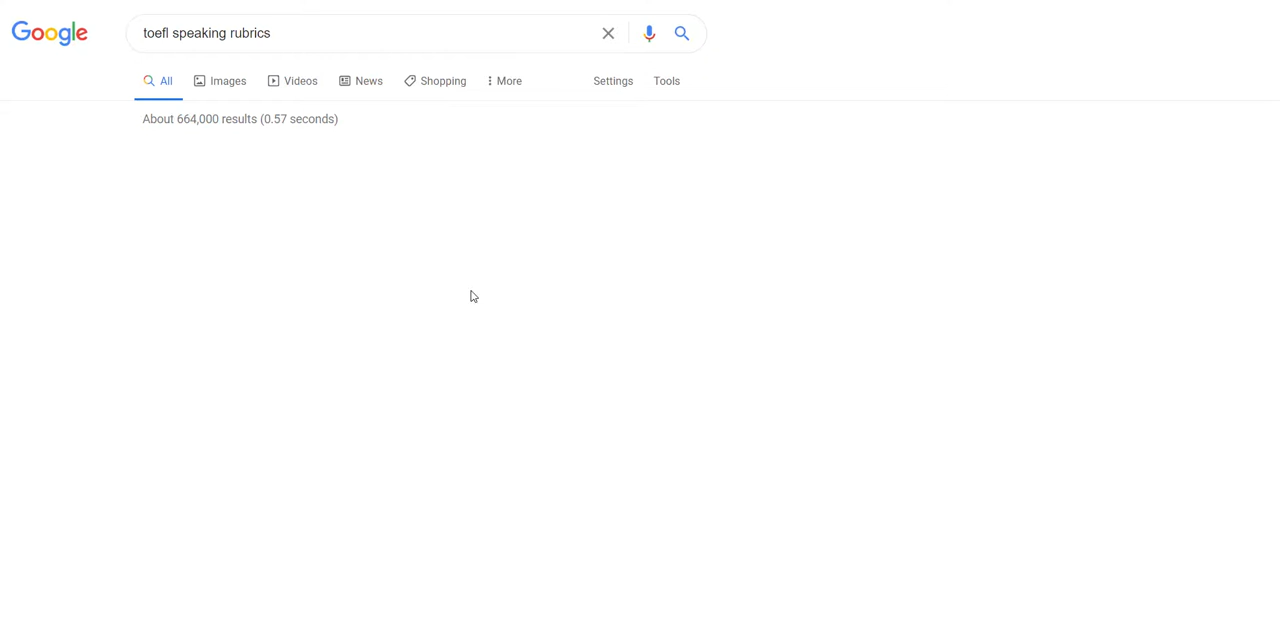 Google
toefl speaking rubrics
All Images Videos News Shopping More Settings Tools
About 664,000 results (0.57 seconds)